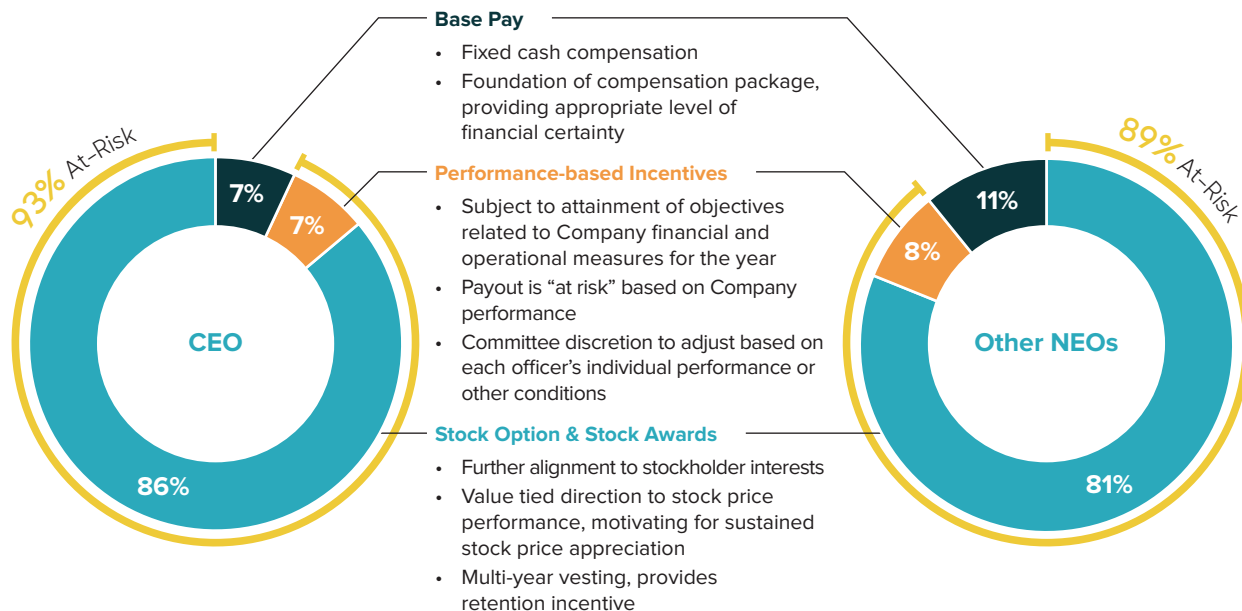 93% At-Risk
7%
7%
86%
CEO
Base Pay
• Fixed cash compensation
• Foundation of compensation package,
providing appropriate level of
financial certainty
Performance-based Incentives
• Subject to attainment of objectives
related to Company financial and
operational measures for the year
• Payout is “at risk” based on Company
performance
• Committee discretion to adjust based on
each officer’s individual performance or
other conditions
Stock Option & Stock Awards
• Further alignment to stockholder interests
• Value tied direction to stock price
performance, motivating for sustained
stock price appreciation
• Multi-year vesting, provides
retention incentive
89% At-Risk
11%
8%
81%
Other NEOs